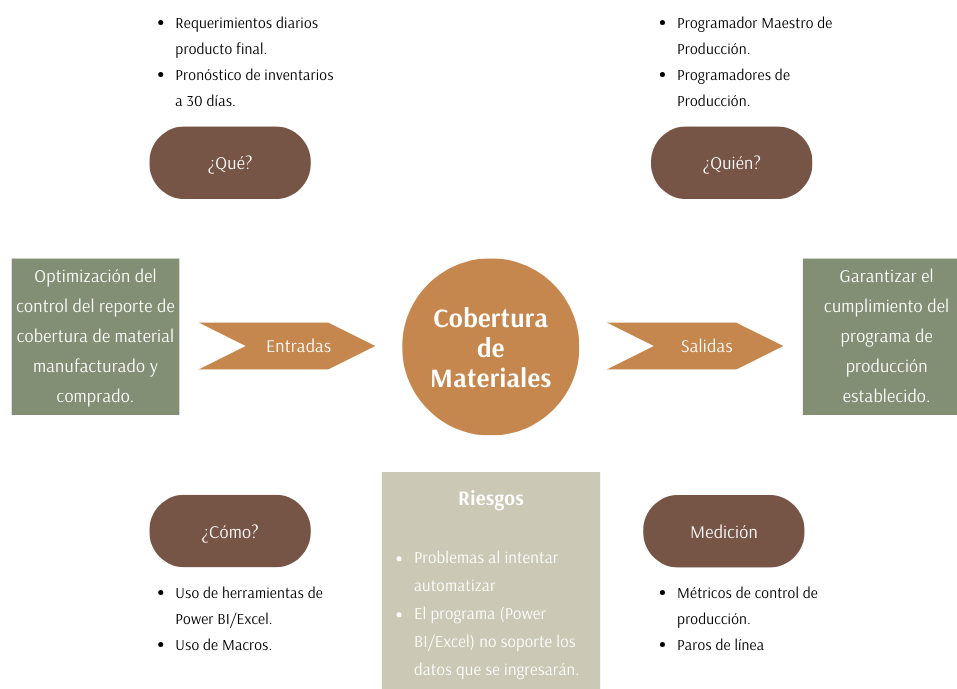 • Requerimientos diarios
producto final.
• Pronóstico de inventarios
a 30 días.
¿Qué?
• Programador Maestro de
Producción.
• Programadores de
Producción.
¿Quién?
Optimización del
control del reporte de
cobertura de material
manufacturado y
comprado.
Entradas
Cobertura
de
Materiales
Salidas
Garantizar el
cumplimiento del
programa de
producción
establecido.
¿Cómo?
• Uso de herramientas de
Power BI/Excel.
• Uso de Macros.
Riesgos
• Problemas al intentar
automatizar
• El programa (Power
BI/Excel) no soporte los
datos que se ingresarán.
Medición
• Métricos de control de
producción.
• Paros de línea